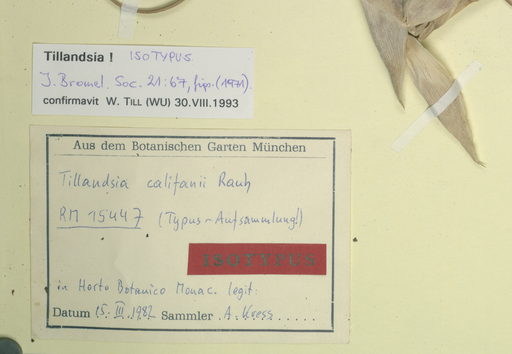 Tillandsia ! ISOTYPUS
J. Bromel. Soc. 21:67, fip. (1971).
confirmavit W. TILL (WU) 30.VIII.1993
Aus dem Botanischen Garten München
Tillandsia califanii Rauh
RM 15447 (Typus-Aufsammlung!)
ISOTYPUS
in Horto Botanico Monac. legit:
Datum 15. III. 1982 Sammler . A. Kress . . . . .